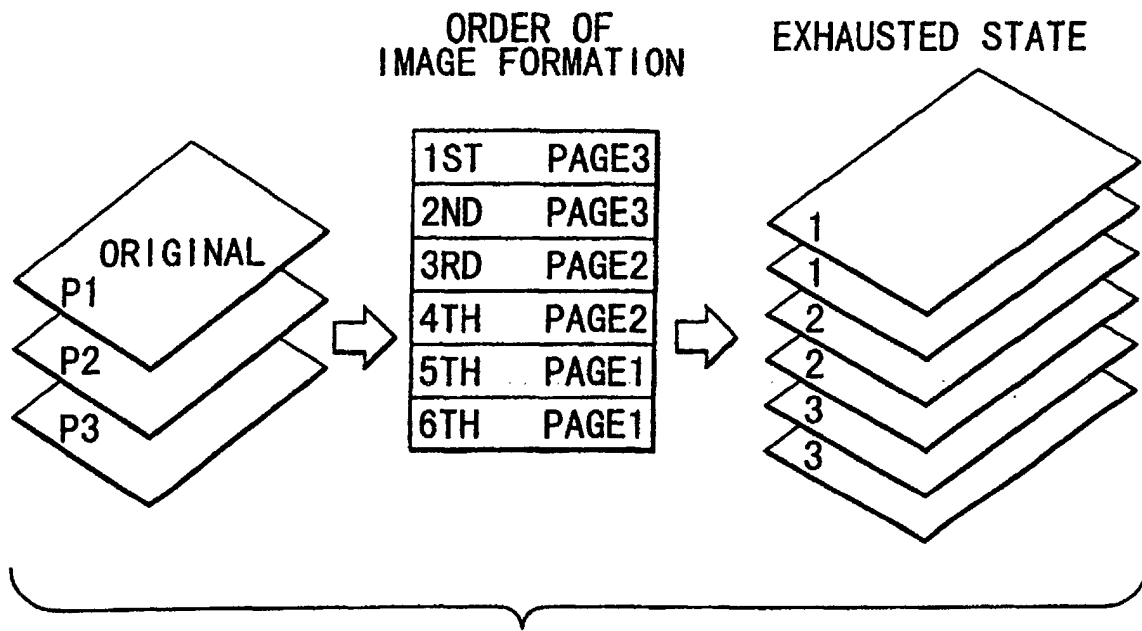 ORDER OF
IMAGE FORMATION
EXHAUSTED STATE
ORIGINAL
P1
P2
P3
1ST PAGE3
2ND PAGE3
3RD PAGE2
4TH PAGE2
5TH PAGE1
6TH PAGE1
1
1
2
2
3
3